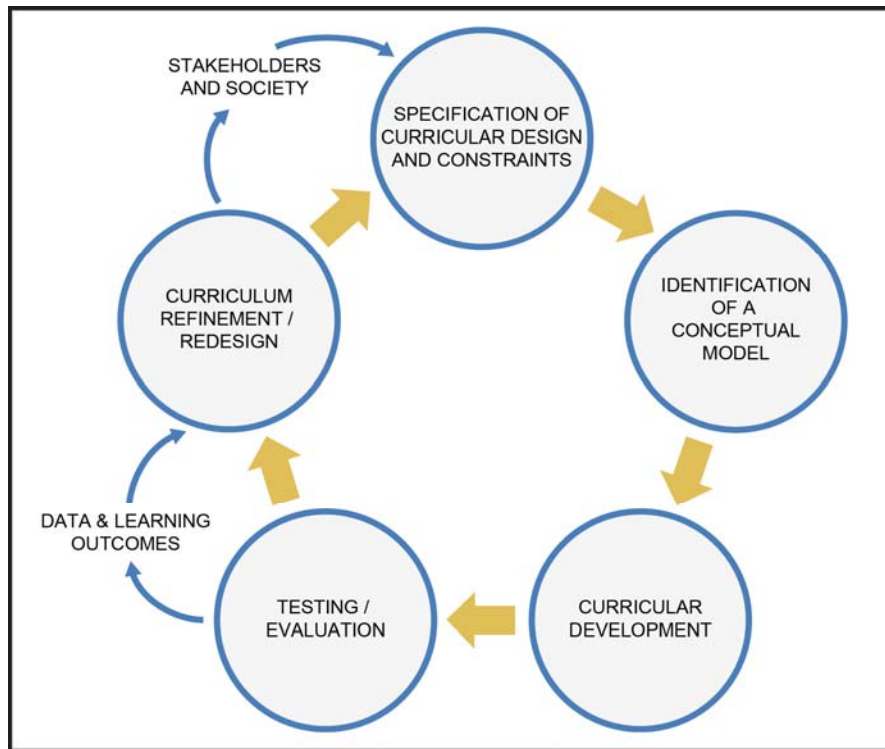 STAKEHOLDERS
AND SOCIETY
SPECIFICATION OF
CURRICULAR DESIGN
AND CONSTRAINTS
IDENTIFICATION
OF A
CONCEPTUAL
MODEL
CURRICULAR
DEVELOPMENT
TESTING /
EVALUATION
DATA & LEARNING
OUTCOMES
CURRICULUM
REFINEMENT /
REDESIGN